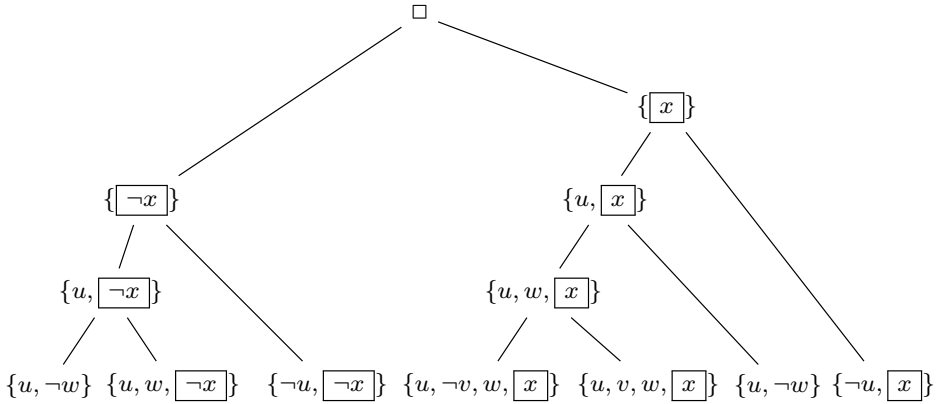 □
{x}
{¬x} {u, x}
{u, ¬x} {u, w, x}
{u, ¬w} {u, w, ¬x} {¬u, ¬x} {u, ¬v, w, x} {u, v, w, x} {u, ¬w} {¬u, x}